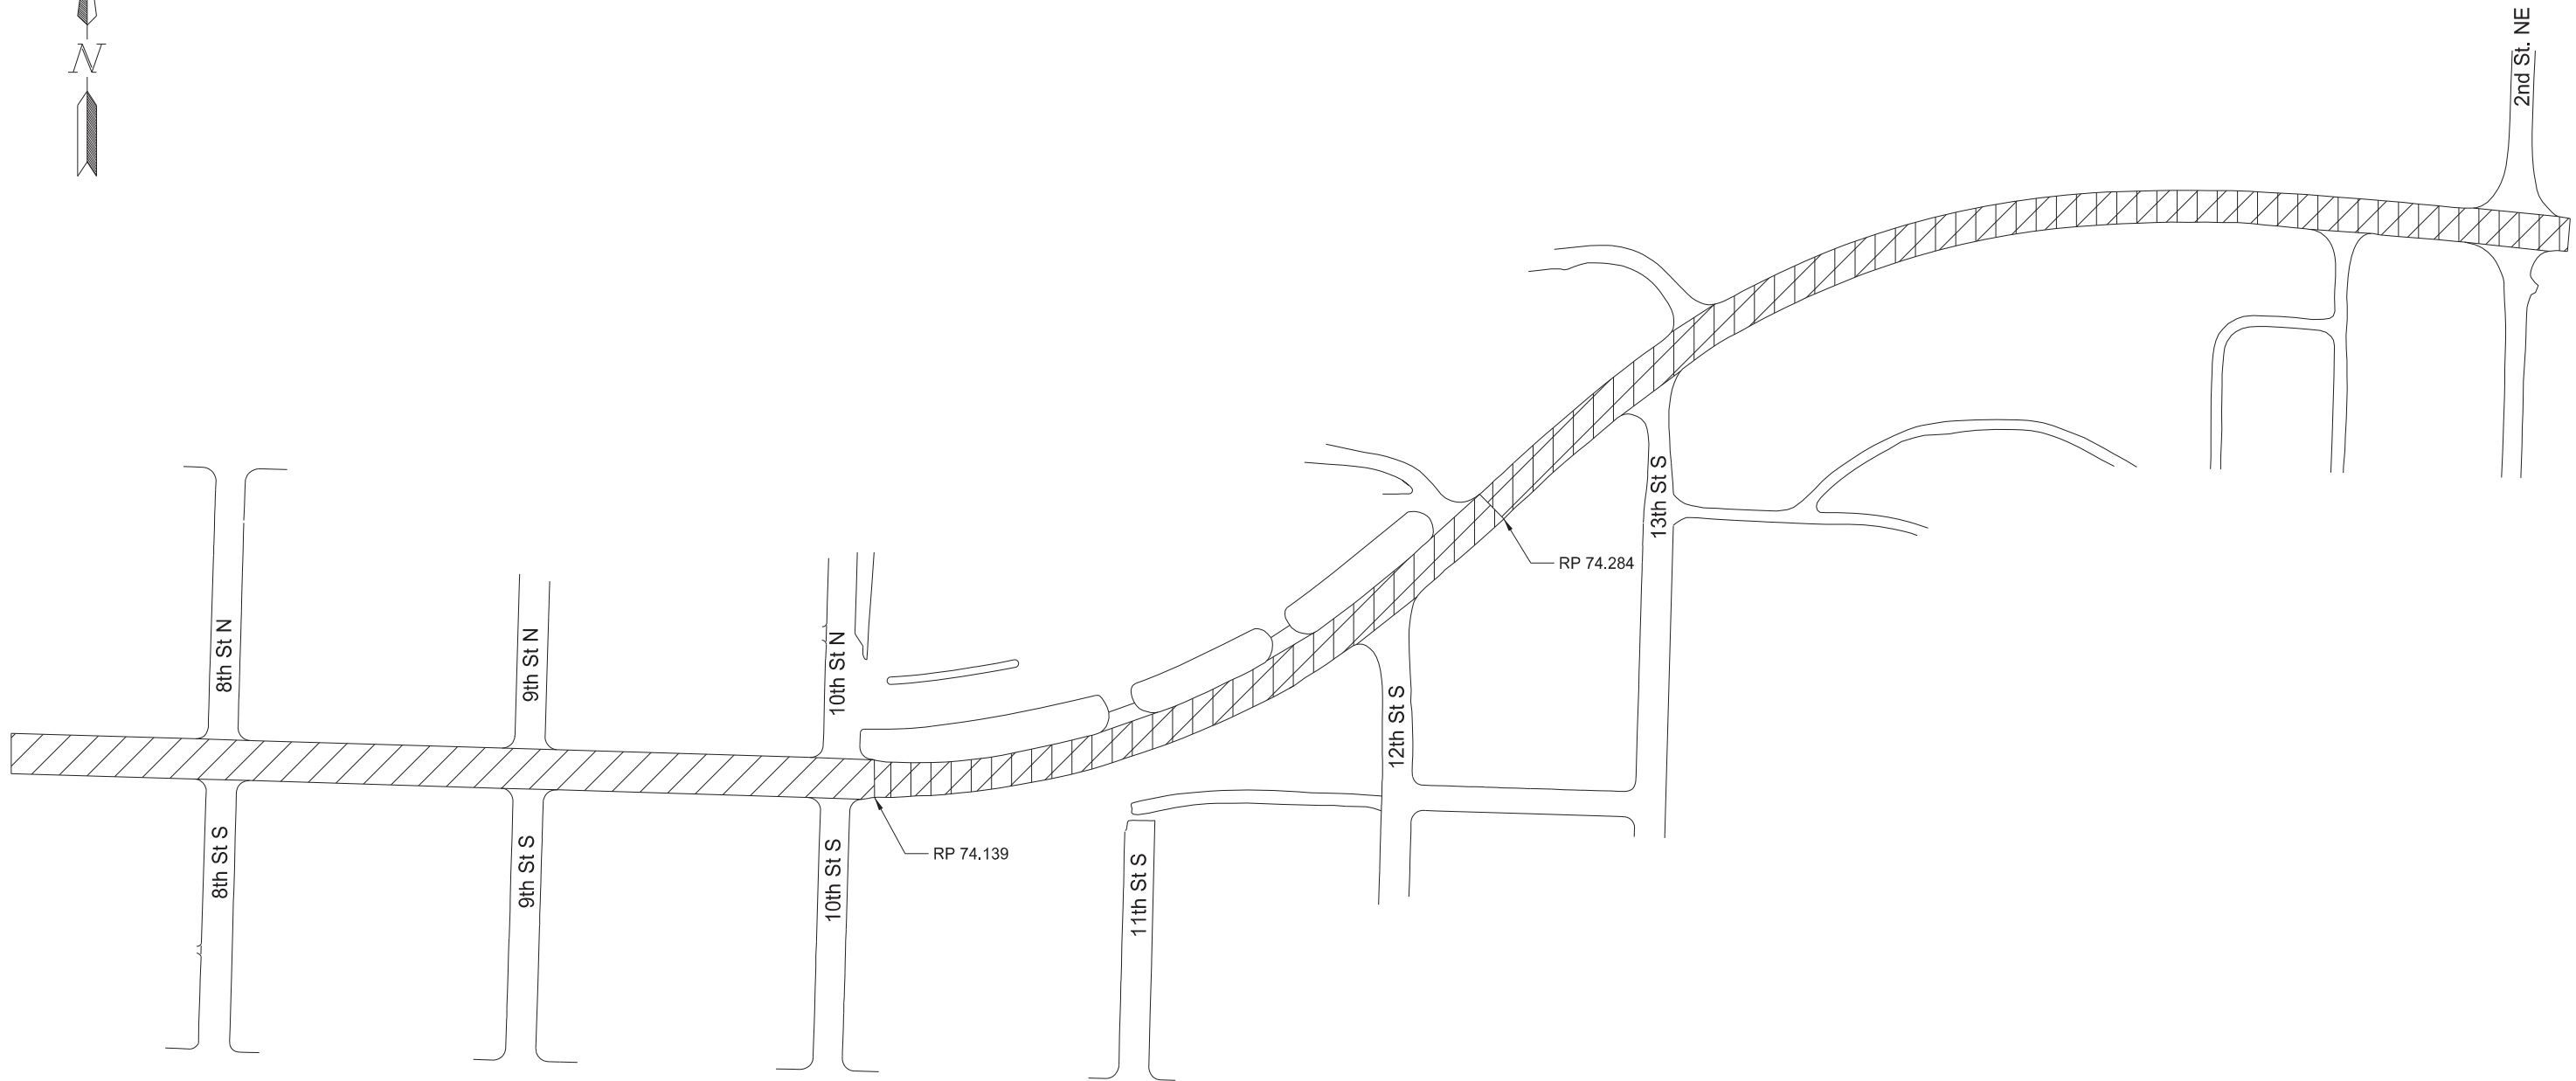 N
2nd St. NE
13th St S
RP 74.284
8th St N
9th St N
10th St N
12th St S
RP 74.139
8th St S
9th St S
10th St S
11th St S